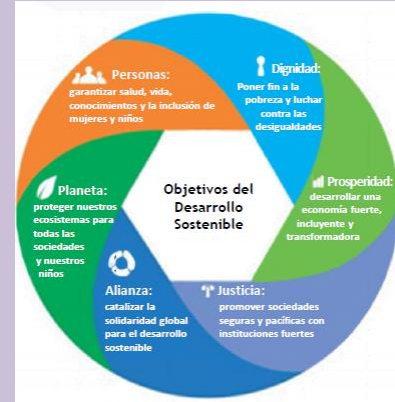 Personas:
garantizar salud, vida,
conocimientos y la inclusión de
mujeres y niños
Dignidad:
Poner fin a la
pobreza y luchar
contra las
desigualdades
Prosperidad:
desarrollar una
economía fuerte,
incluyente y
transformadora
Justicia:
promover sociedades
seguras y pacíficas con
instituciones fuertes
Alianza:
catalizar la
solidaridad global
para el desarrollo
sostenible
Planeta:
proteger nuestros
ecosistemas para
todas las
sociedades
y nuestros
niños
Objetivos del
Desarrollo
Sostenible